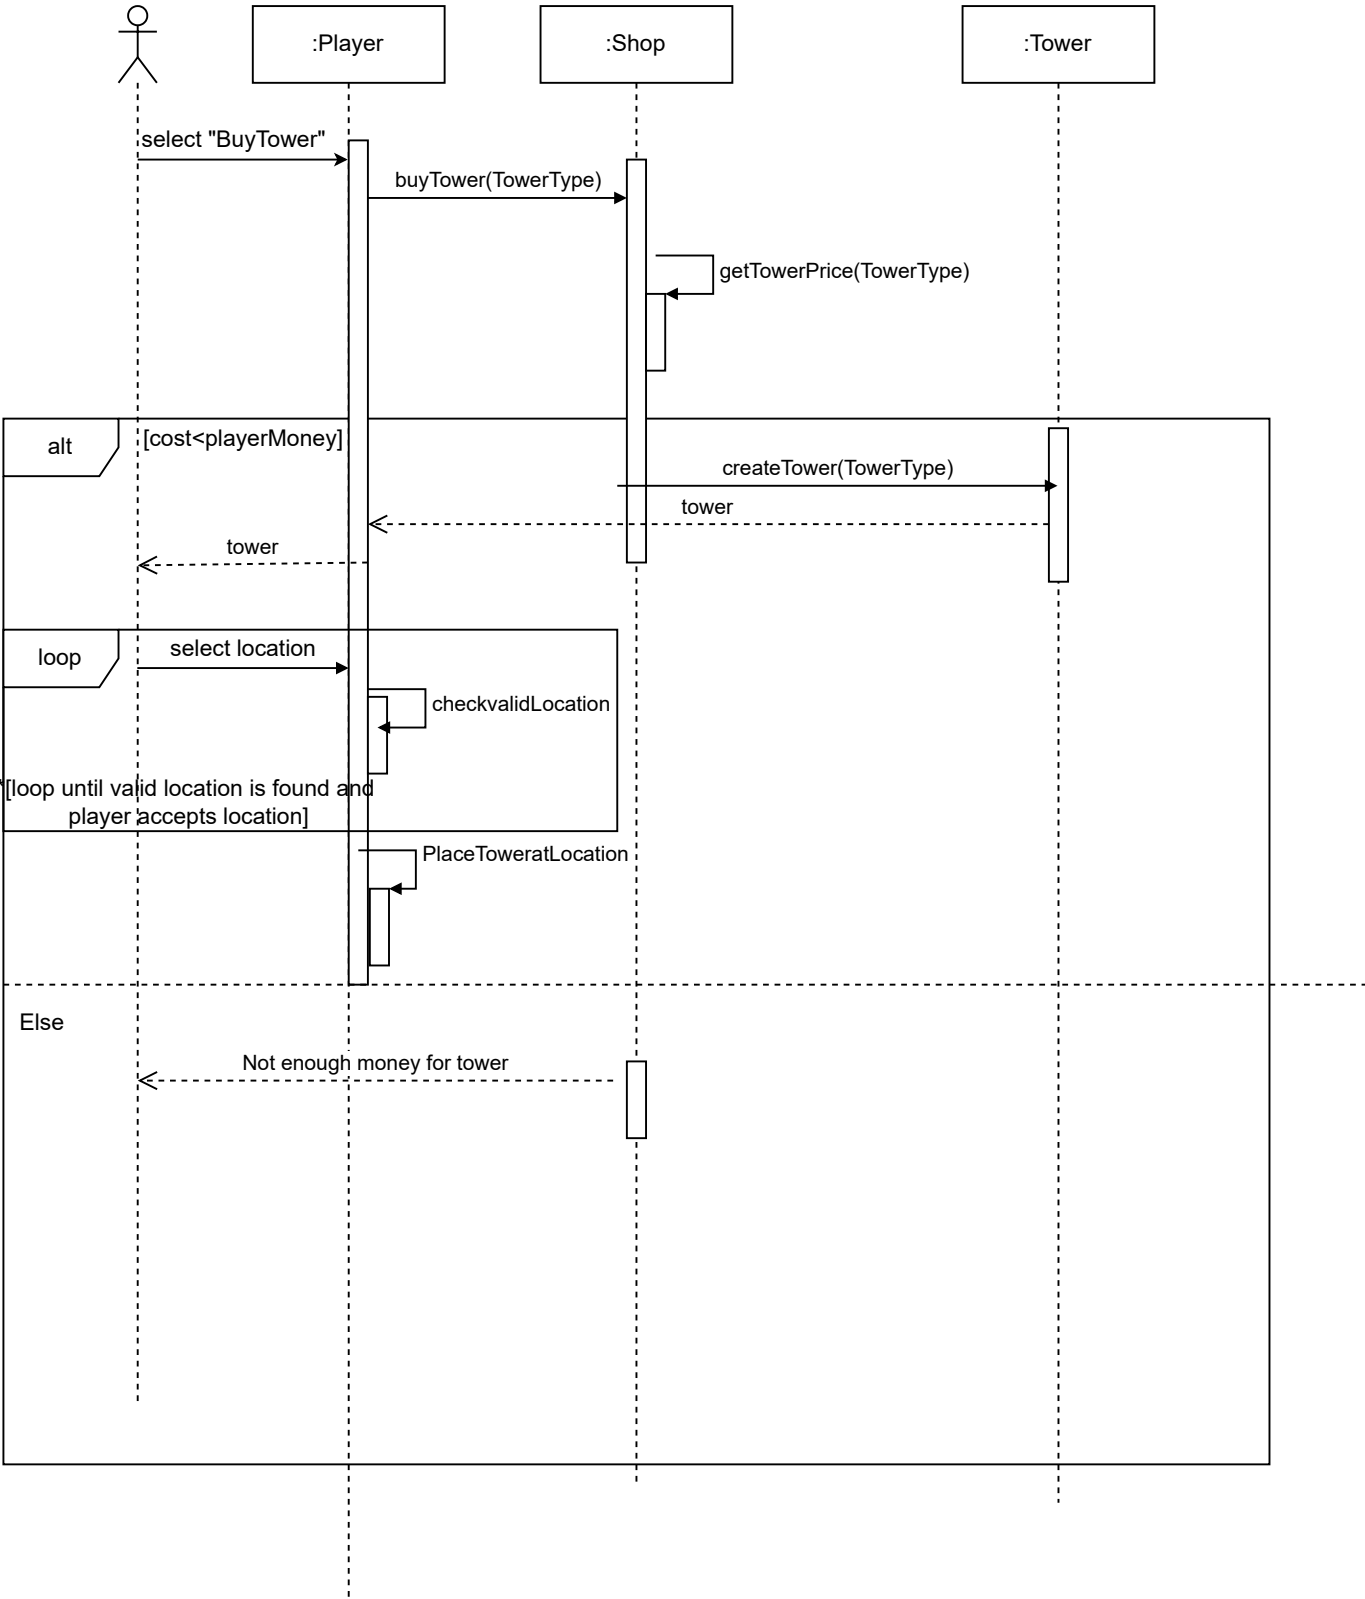 :Player
:Shop
:Tower
select "BuyTower"
buyTower(TowerType)
getTowerPrice(TowerType)
alt
[cost<playerMoney]
createTower(TowerType)
tower
tower
loop
select location
checkvalidLocation
*[loop until valid location is found and
player accepts location]
PlaceToweratLocation
Else
Not enough money for tower